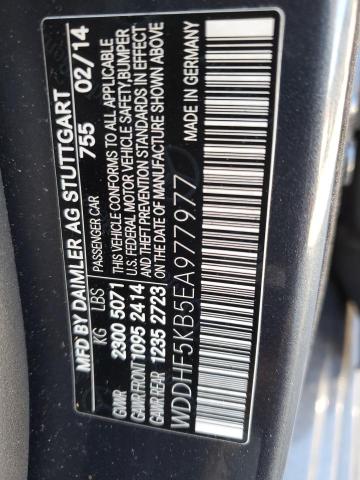 MFD BY DAIMLER AG STUTTGART
PASSENGER CAR 755 02/14
KG LBS
GMR 2300 5071
GAWR FRONT 1095 2414
GAWR REAR 1235 2723
THIS VEHICLE CONFORMS TO ALL APPLICABLE
U.S. FEDERAL MOTOR VEHICLE SAFETY, BUMPER
AND THEFT PREVENTION STANDARDS IN EFFECT
ON THE DATE OF MANUFACTURE SHOWN ABOVE
MADE IN GERMANY
WDDHF5KB5EA977977